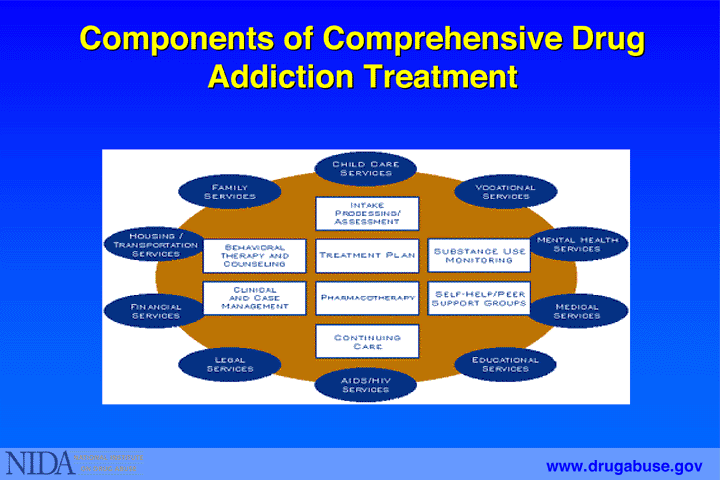 Components of Comprehensive Drug
Addiction Treatment
CHILD CARE
SERVICES
FAMILY
SERVICES
VOCATIONAL
SERVICES
INTAKE
PROCESSING/
ASSESSMENT
HOUSING /
TRANSPORTATION
SERVICES
BEHAVIORAL
THERAPY AND
COUNSELING
TREATMENT PLAN
SUBSTANCE USE
MONITORING
MENTAL HEALTH
SERVICES
FINANCIAL
SERVICES
CLINICAL
AND CASE
MANAGEMENT
PHARMACOTHERAPY
SELF-HELP/PEER
SUPPORT GROUPS
MEDICAL
SERVICES
CONTINUING
CARE
LEGAL
SERVICES
EDUCATIONAL
SERVICES
AIDS/HIV
SERVICES
NIDA
www.drugabuse.gov